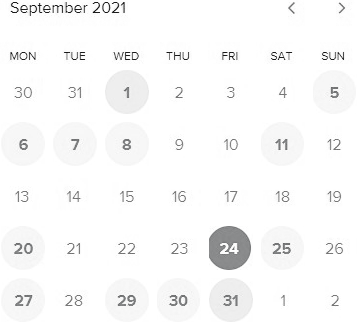 September 2021
MON TUE WED THU FRI SAT SUN
30 31 1 2 3 4 5
6 7 8 9 10 11 12
13 14 15 16 17 18 19
20 21 22 23 24 25 26
27 28 29 30 31 1 2